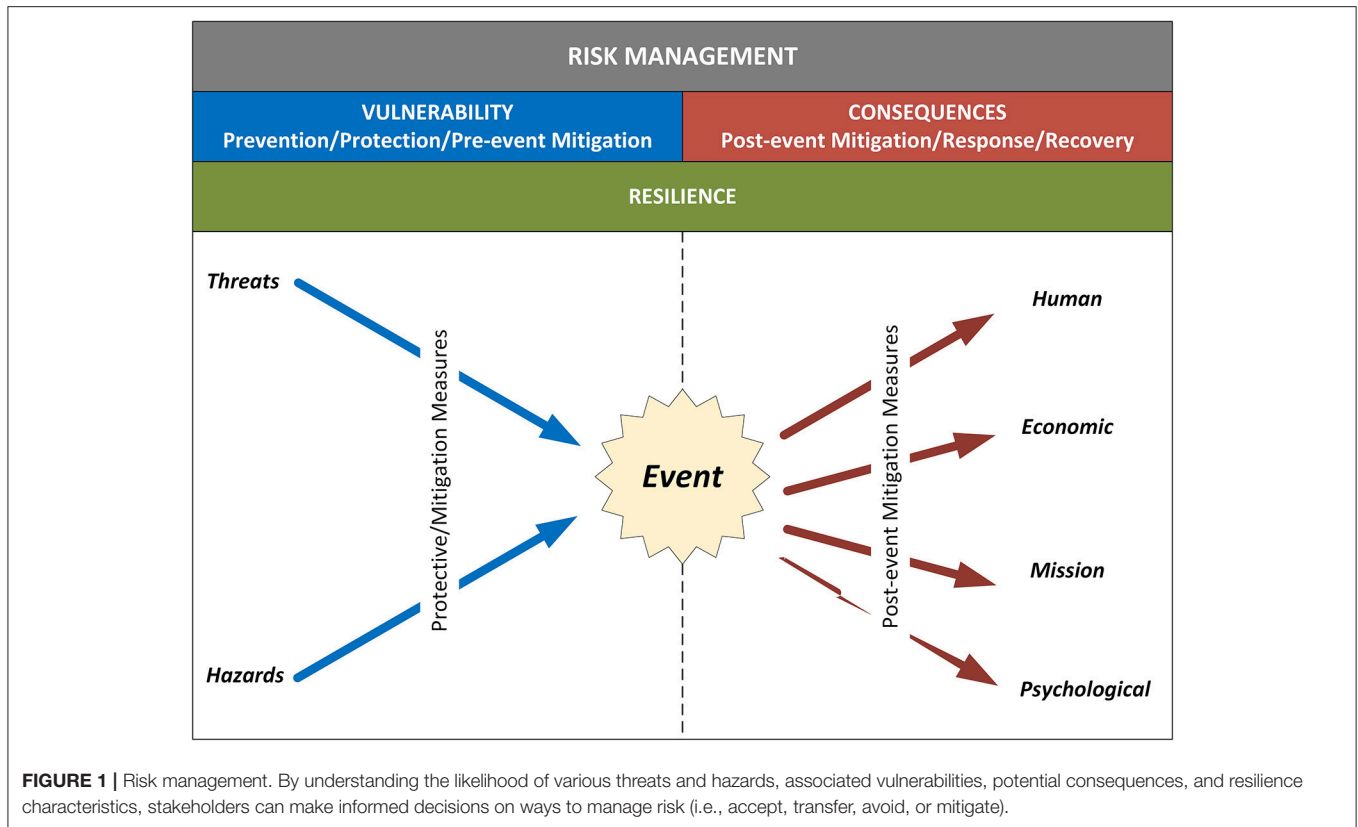 RISK MANAGEMENT
VULNERABILITY
Prevention/Protection/Pre-event Mitigation
CONSEQUENCES
Post-event Mitigation/Response/Recovery
RESILIENCE
Threats
Hazards
Protective/Mitigation Measures
Event
Post-event Mitigation Measures
Human
Economic
Mission
Psychological
FIGURE 1 | Risk management. By understanding the likelihood of various threats and hazards, associated vulnerabilities, potential consequences, and resilience
characteristics, stakeholders can make informed decisions on ways to manage risk (i.e., accept, transfer, avoid, or mitigate).